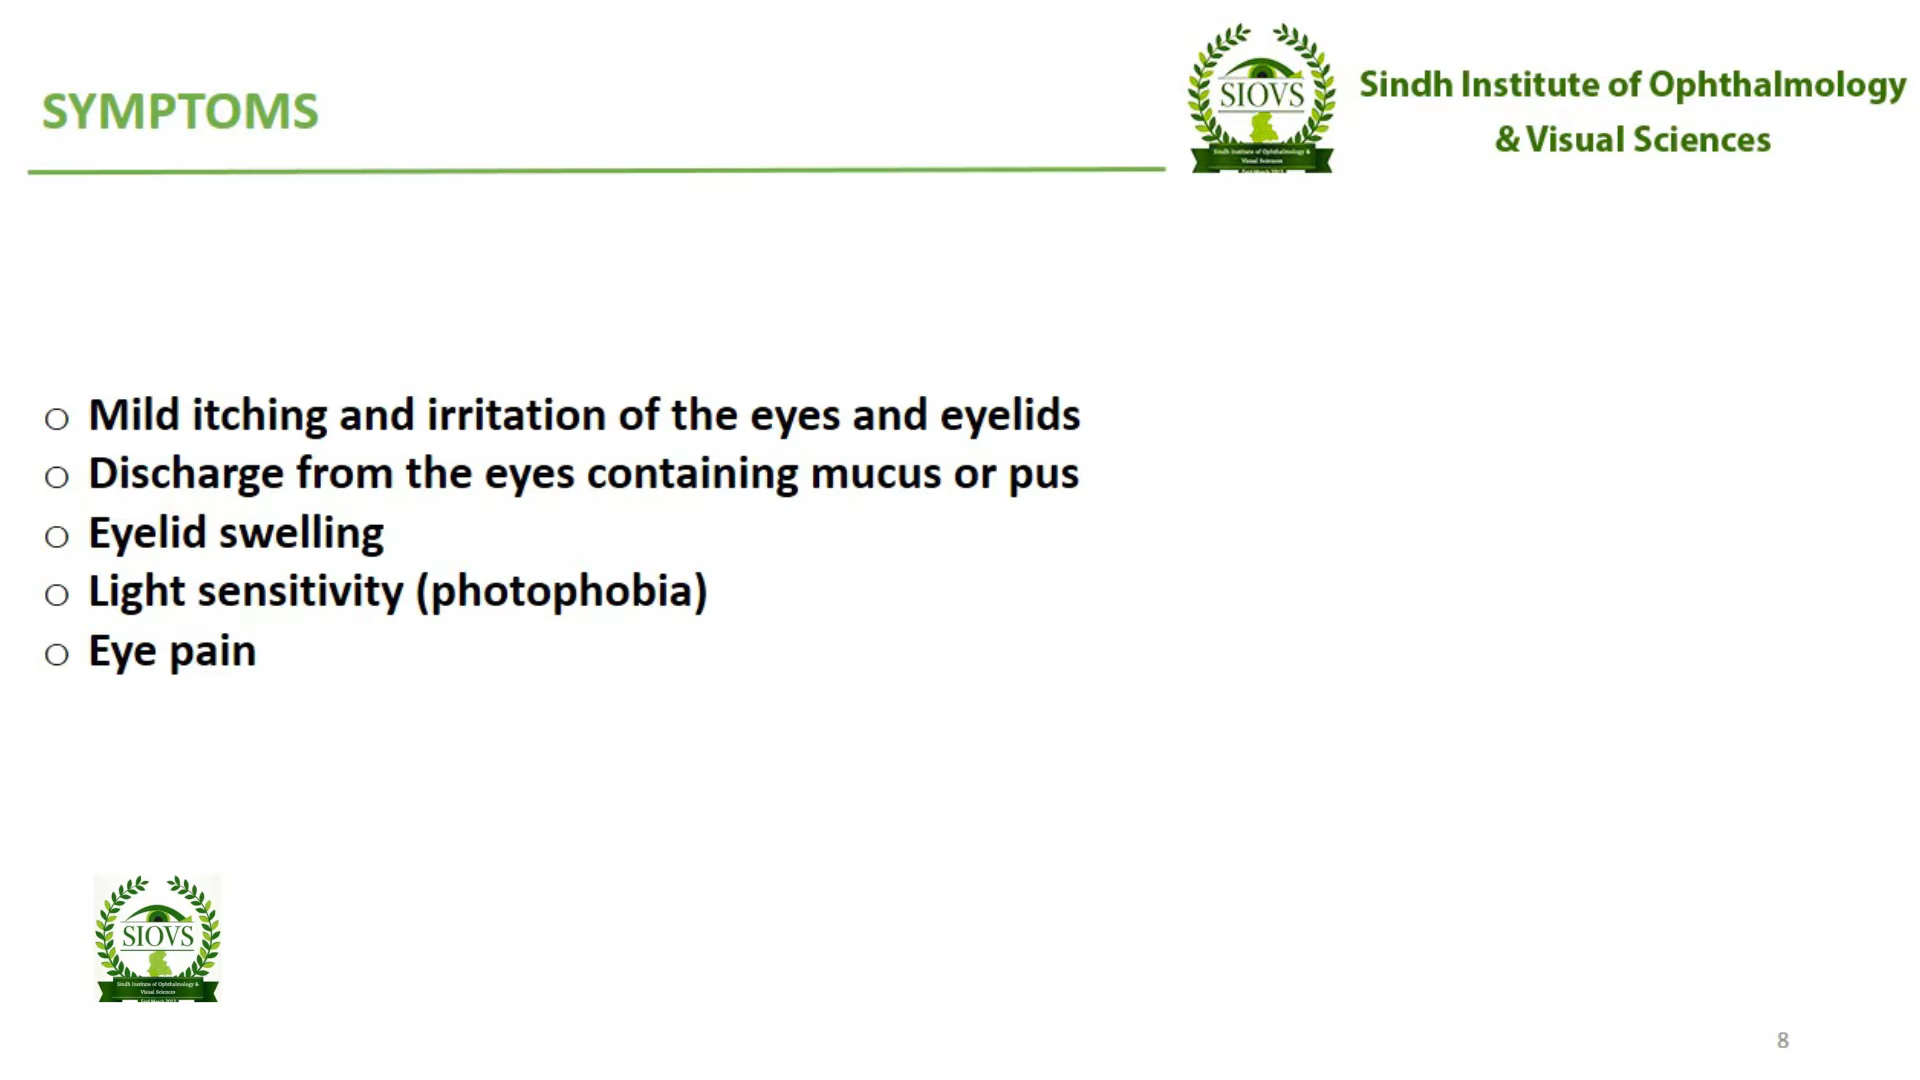 SYMPTOMS
SIOVS
Sindh Institute of Ophthalmology &
Visual Sciences
Sindh Institute of Ophthalmology
& Visual Sciences
○ Mild itching and irritation of the eyes and eyelids
○ Discharge from the eyes containing mucus or pus
○ Eyelid swelling
○ Light sensitivity (photophobia)
○ Eye pain
SIOVS
Sindh Institute of Ophthalmology &
Visual Sciences
8